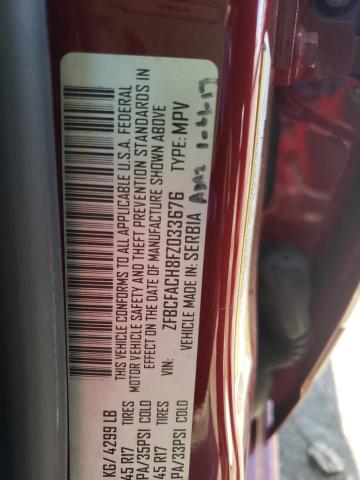 THIS VEHICLE CONFORMS TO ALL APPLICABLE U.S.A. FEDERAL
MOTOR VEHICLE SAFETY AND THEFT PREVENTION STANDARDS IN
EFFECT ON THE DATE OF MANUFACTURE SHOWN ABOVE
VIN: ZFBCFACH8FZ033676 TYPE: MPV
VEHICLE MADE IN: SERBIA
KG/ 4299 LB
45 R17 TIRES
PA/35PSI COLD
45 R17 TIRES
PA/33PSI COLD